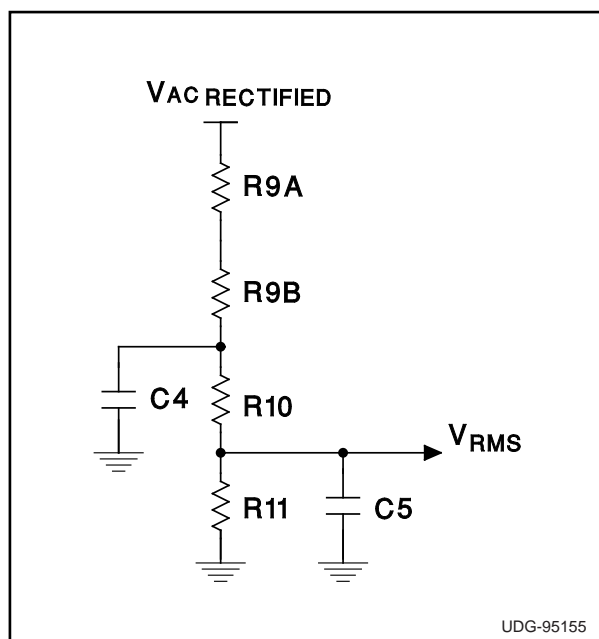 VAC RECTIFIED
R9A
R9B
C4
R10
VRMS
R11
C5
UDG-95155